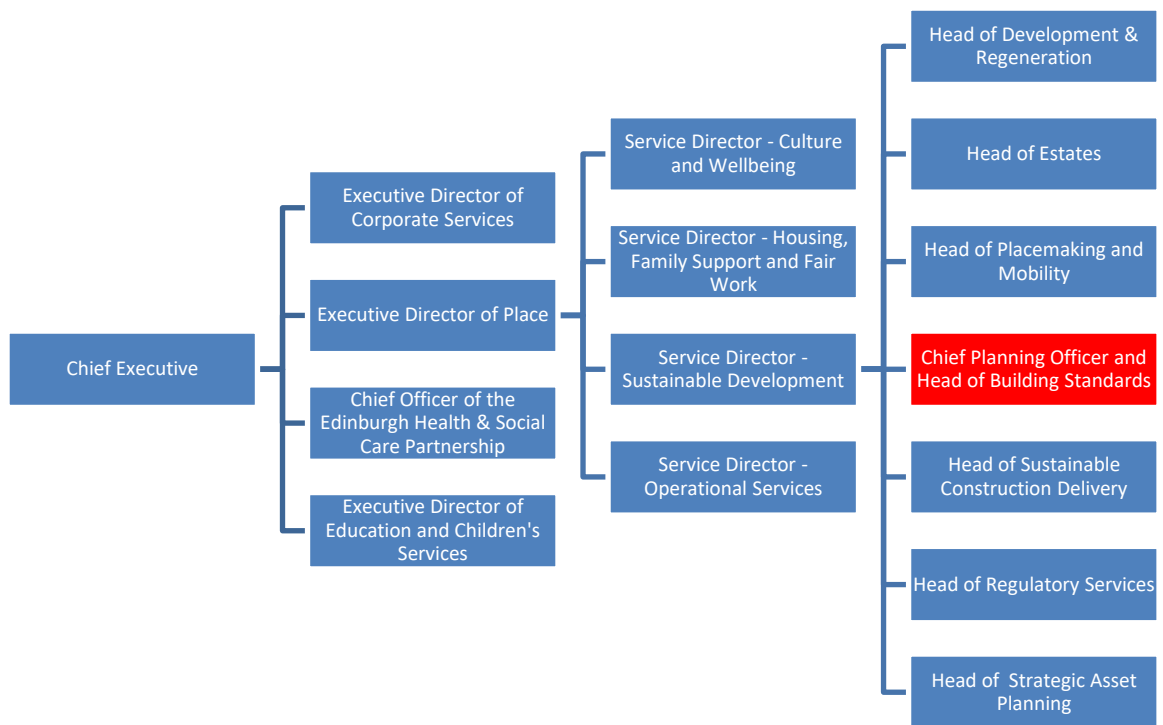 Chief Executive
Executive Director of
Corporate Services
Executive Director of Place
Chief Officer of the
Edinburgh Health & Social
Care Partnership
Executive Director of
Education and Children's
Services
Service Director - Culture
and Wellbeing
Service Director - Housing,
Family Support and Fair
Work
Service Director -
Sustainable Development
Service Director -
Operational Services
Head of Development &
Regeneration
Head of Estates
Head of Placemaking and
Mobility
Chief Planning Officer and
Head of Building Standards
Head of Sustainable
Construction Delivery
Head of Regulatory Services
Head of  Strategic Asset
Planning